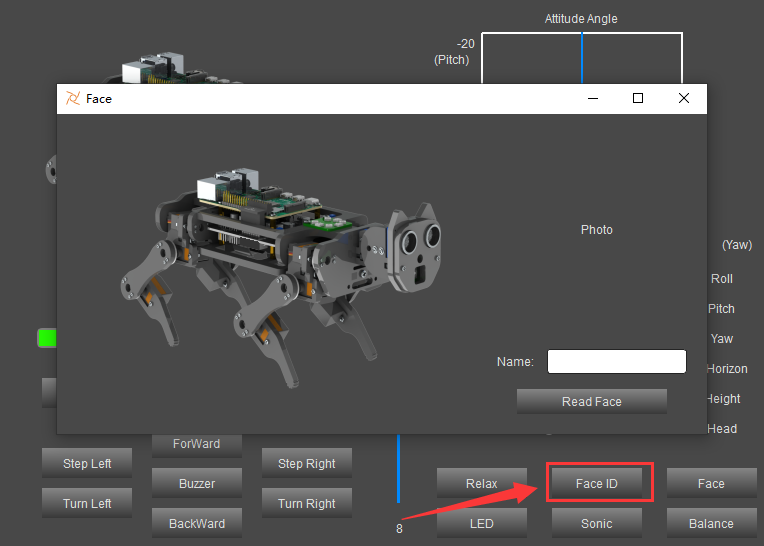 Attitude Angle
-20
(Pitch)
Face
Photo
(Yaw)
Roll
Pitch
Yaw
Name:
Horizon
Height
Read Face
Head
ForWard
Step Left
Step Right
Buzzer
Relax
Face ID
Face
Turn Left
Turn Right
BackWard
8
LED
Sonic
Balance